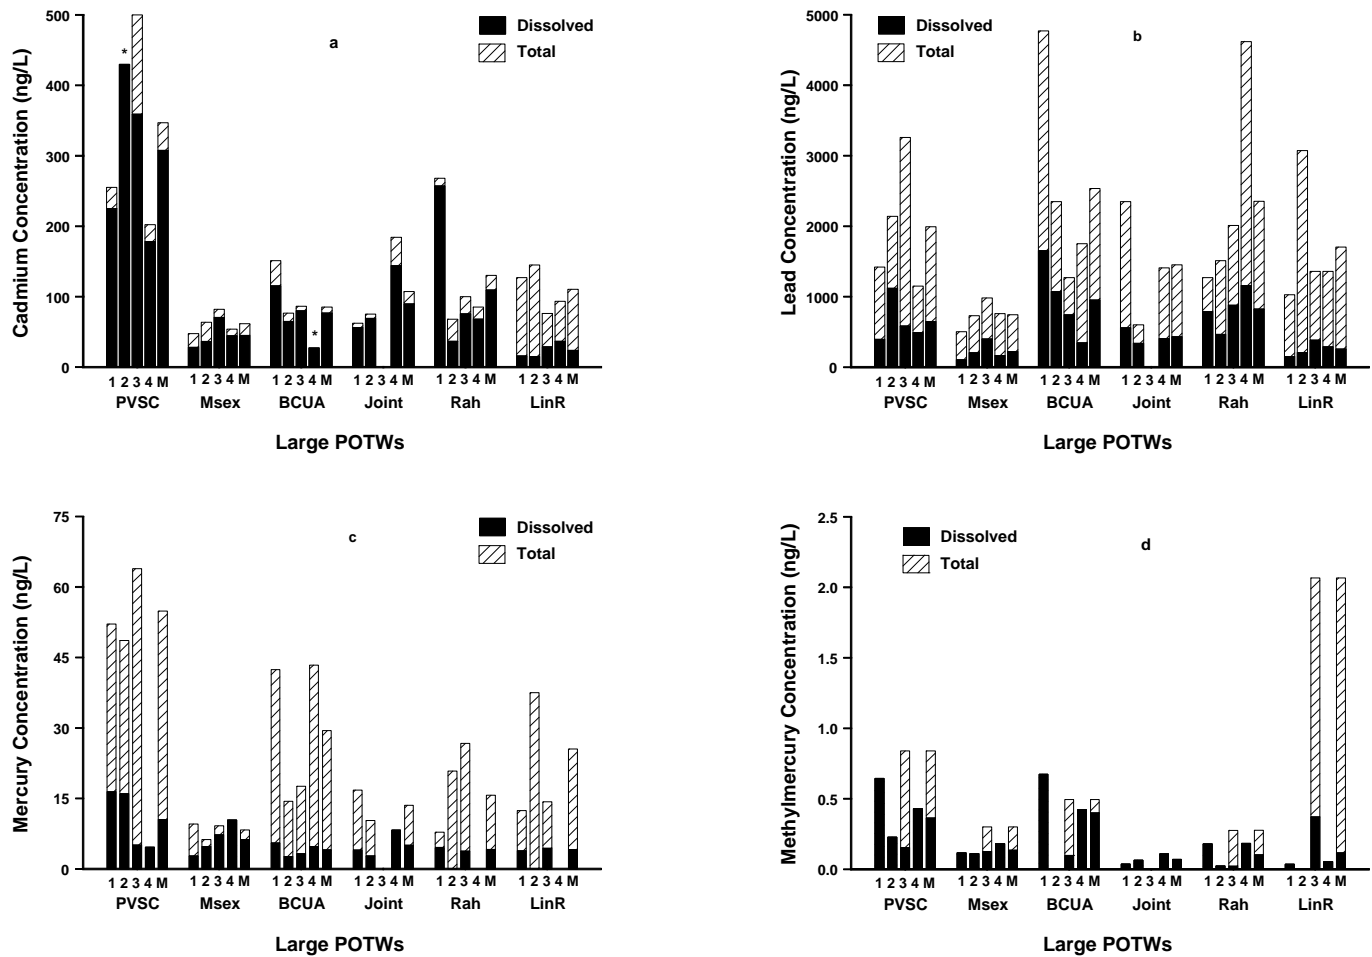 a
Dissolved
Total
*
*
Cadmium Concentration (ng/L)
500
400
300
200
100
0
1 2 3 4 M 1 2 3 4 M 1 2 3 4 M 1 2 3 4 M 1 2 3 4 M 1 2 3 4 M
PVSC Msex BCUA Joint Rah LinR
Large POTWs
b
Dissolved
Total
Lead Concentration (ng/L)
5000
4000
3000
2000
1000
0
1 2 3 4 M 1 2 3 4 M 1 2 3 4 M 1 2 3 4 M 1 2 3 4 M 1 2 3 4 M
PVSC Msex BCUA Joint Rah LinR
Large POTWs
c
Dissolved
Total
Mercury Concentration (ng/L)
75
60
45
30
15
0
1 2 3 4 M 1 2 3 4 M 1 2 3 4 M 1 2 3 4 M 1 2 3 4 M 1 2 3 4 M
PVSC Msex BCUA Joint Rah LinR
Large POTWs
d
Dissolved
Total
Methylmercury Concentration (ng/L)
2.5
2.0
1.5
1.0
0.5
0.0
1 2 3 4 M 1 2 3 4 M 1 2 3 4 M 1 2 3 4 M 1 2 3 4 M 1 2 3 4 M
PVSC Msex BCUA Joint Rah LinR
Large POTWs